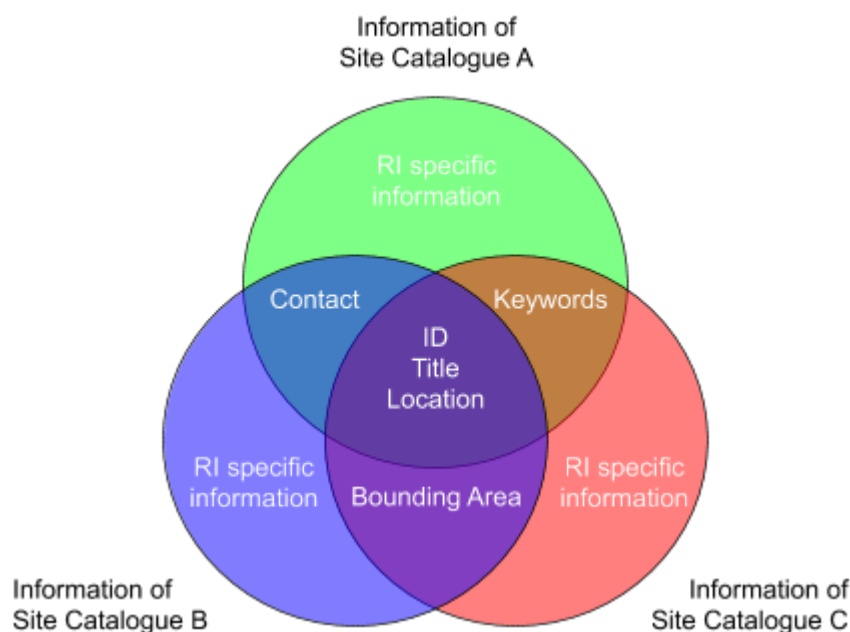 Information of
Site Catalogue A
RI specific
information
Contact
Keywords
ID
Title
Location
RI specific
information
Bounding Area
RI specific
information
Information of
Site Catalogue B
Information of
Site Catalogue C